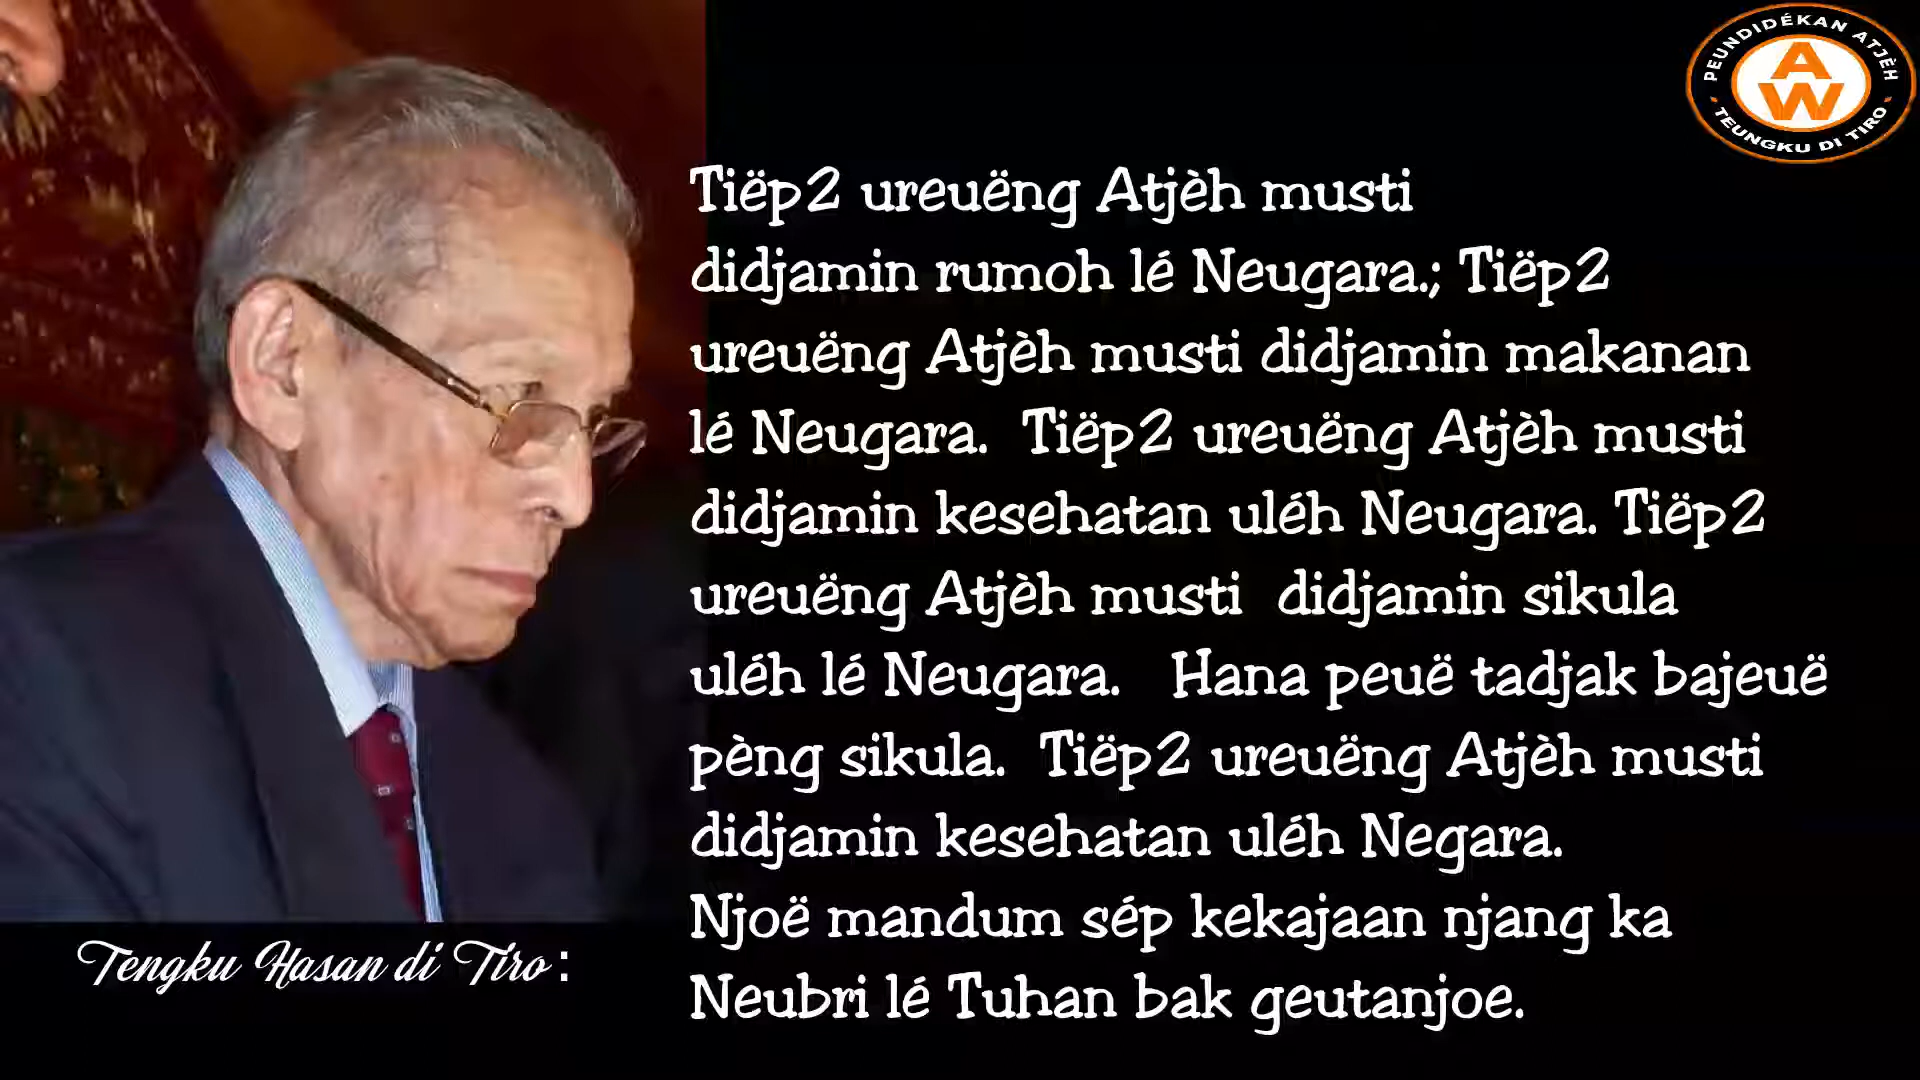 PEUNDIDÉKAN ATJÈH
AW
TEUNGKU DI TIRO
Tiëp2 ureuëng Atjèh musti
didjamin rumoh lé Neugara.; Tiëp2
ureuëng Atjèh musti didjamin makanan
lé Neugara. Tiëp2 ureuëng Atjèh musti
didjamin kesehatan uléh Neugara. Tiëp2
ureuëng Atjèh musti didjamin sikula
uléh lé Neugara. Hana peuë tadjak bajeuë
pèng sikula. Tiëp2 ureuëng Atjèh musti
didjamin kesehatan uléh Negara.
Njoë mandum sép kekajaan njang ka
Neubri lé Tuhan bak geutanjoe.
Tengku Hasan di Tiro :